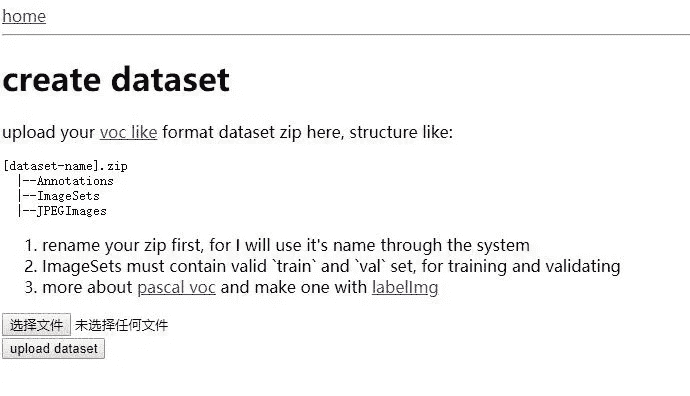 home
create dataset
upload your voc like format dataset zip here, structure like:
[dataset-name].zip
|--Annotations
|--ImageSets
|--JPEGImages
1. rename your zip first, for I will use it's name through the system
2. ImageSets must contain valid `train` and `val` set, for training and validating
3. more about pascal voc and make one with labelImg
选择文件 未选择任何文件
upload dataset